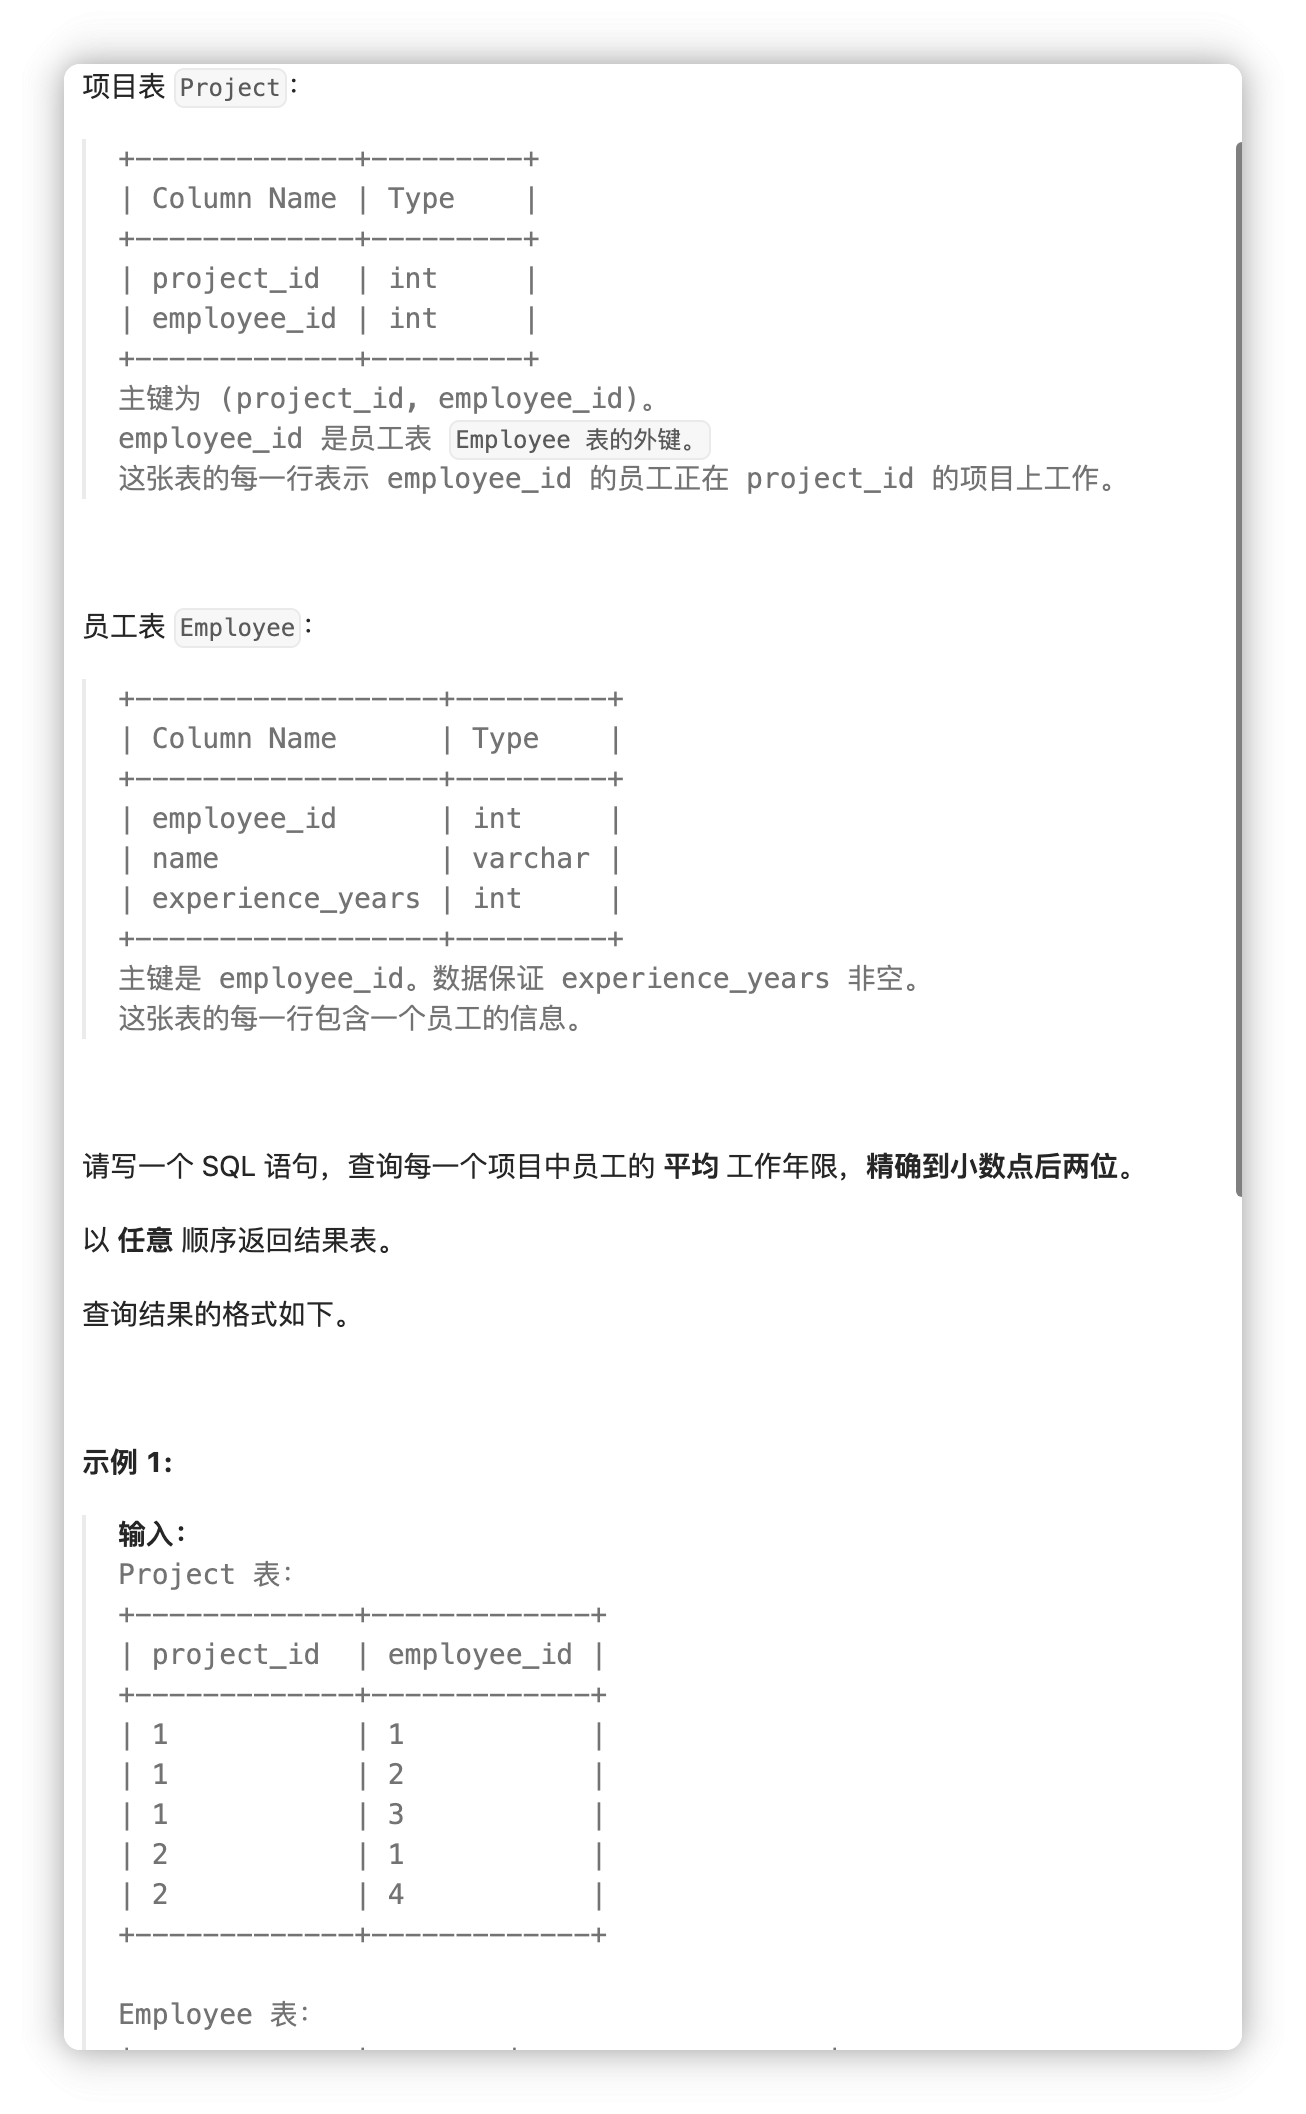 项目表 Project：
+-------------+---------+
| Column Name | Type    |
+-------------+---------+
| project_id  | int     |
| employee_id | int     |
+-------------+---------+
主键为 (project_id, employee_id)。
employee_id 是员工表 Employee 表的外键。
这张表的每一行表示 employee_id 的员工正在 project_id 的项目上工作。
员工表 Employee：
+------------------+---------+
| Column Name      | Type    |
+------------------+---------+
| employee_id      | int     |
| name             | varchar |
| experience_years | int     |
+------------------+---------+
主键是 employee_id。数据保证 experience_years 非空。
这张表的每一行包含一个员工的信息。
请写一个 SQL 语句，查询每一个项目中员工的 平均 工作年限，精确到小数点后两位。
以 任意 顺序返回结果表。
查询结果的格式如下。
示例 1:
输入：
Project 表：
+-------------+-------------+
| project_id  | employee_id |
+-------------+-------------+
| 1           | 1           |
| 1           | 2           |
| 1           | 3           |
| 2           | 1           |
| 2           | 4           |
+-------------+-------------+
Employee 表：